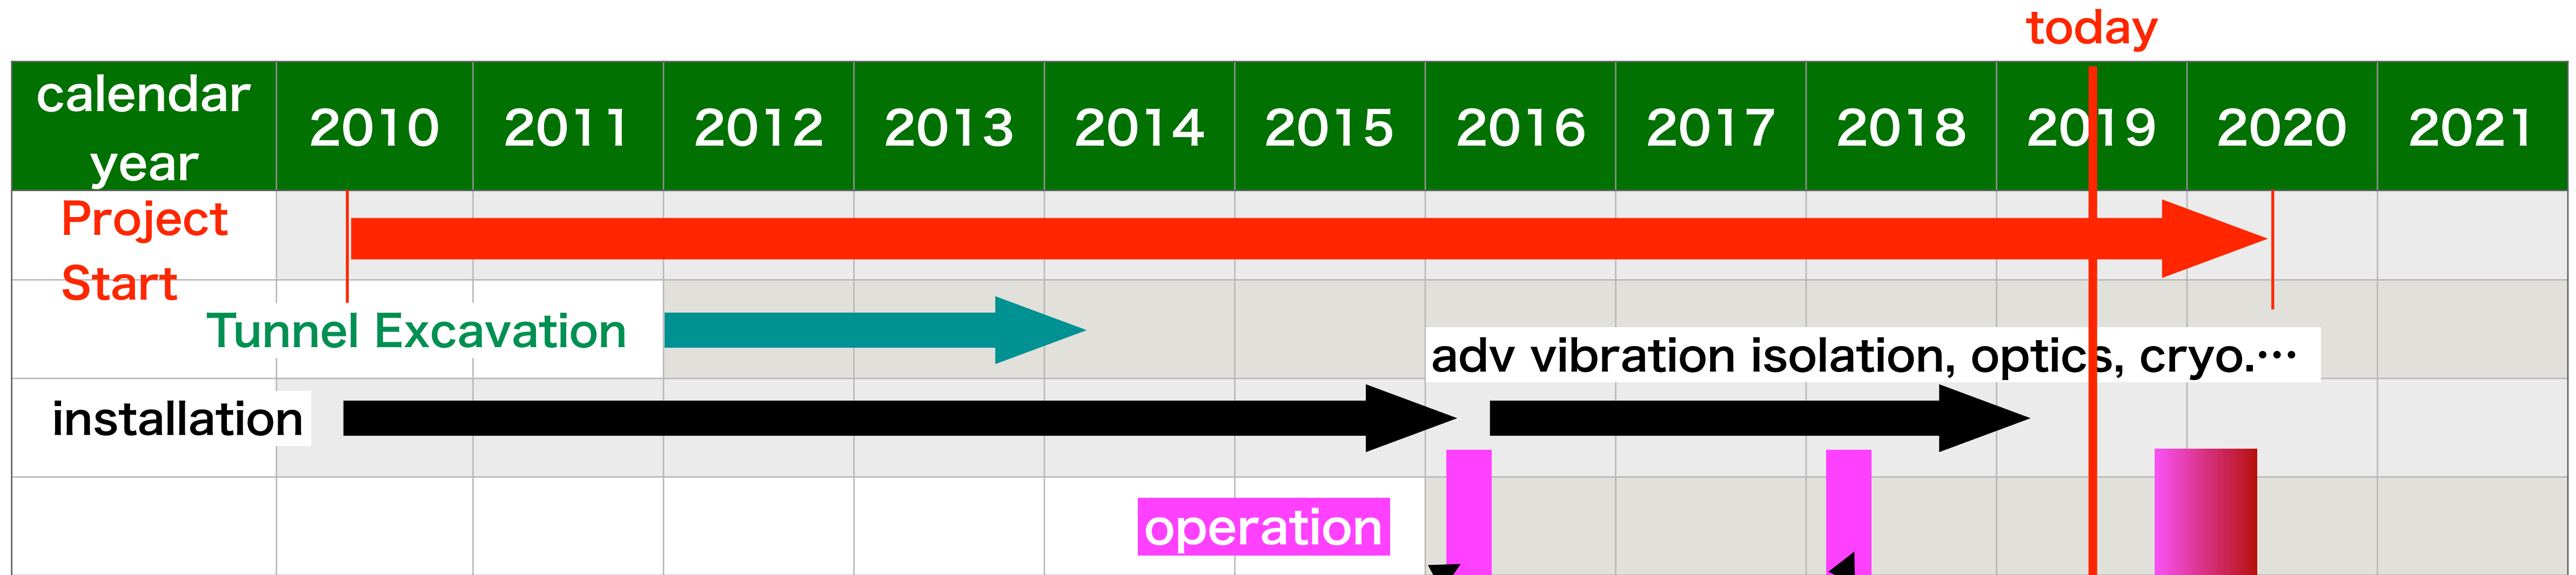 today
calendar
year
2010 2011 2012 2013 2014 2015 2016 2017 2018 2019 2020 2021
Project
Start
Tunnel Excavation
adv vibration isolation, optics, cryo.…
installation
operation